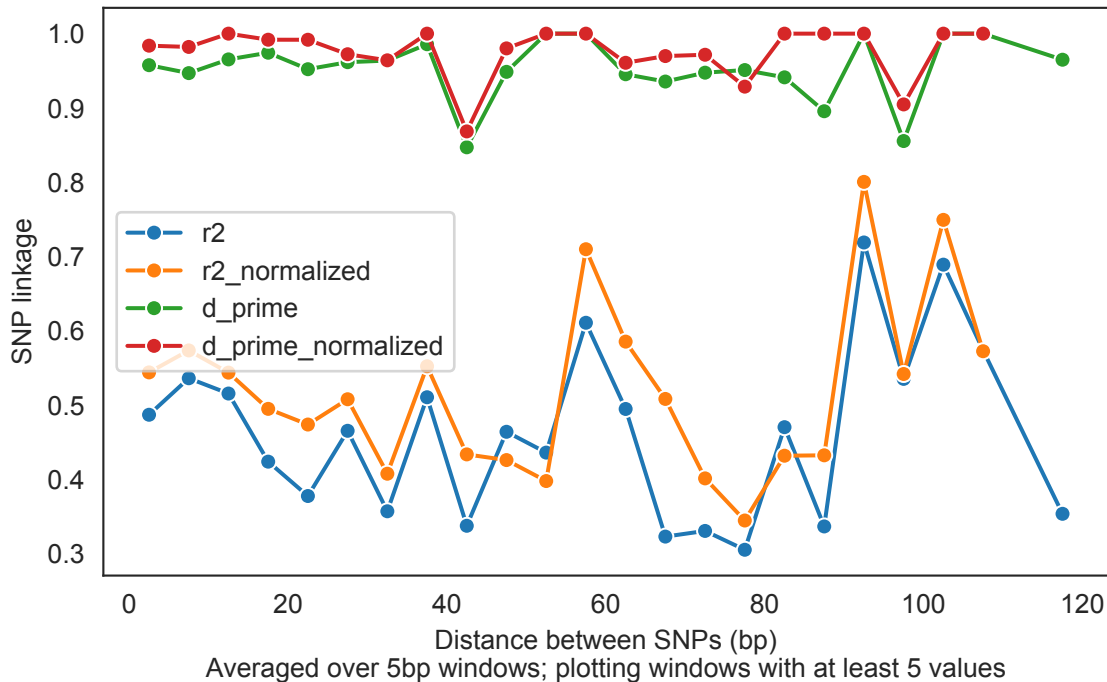 1.0
0.9
0.8
0.7
0.6
0.5
0.4
0.3
SNP linkage
r2
r2_normalized
d_prime
d_prime_normalized
0 20 40 60 80 100 120
Distance between SNPs (bp)
Averaged over 5bp windows; plotting windows with at least 5 values